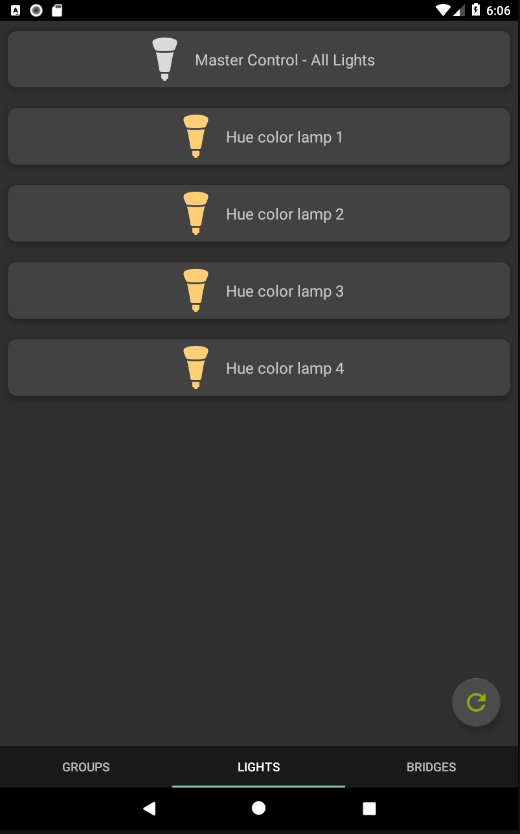 6:06
Master Control - All Lights
Hue color lamp 1
Hue color lamp 2
Hue color lamp 3
Hue color lamp 4
GROUPS
LIGHTS
BRIDGES